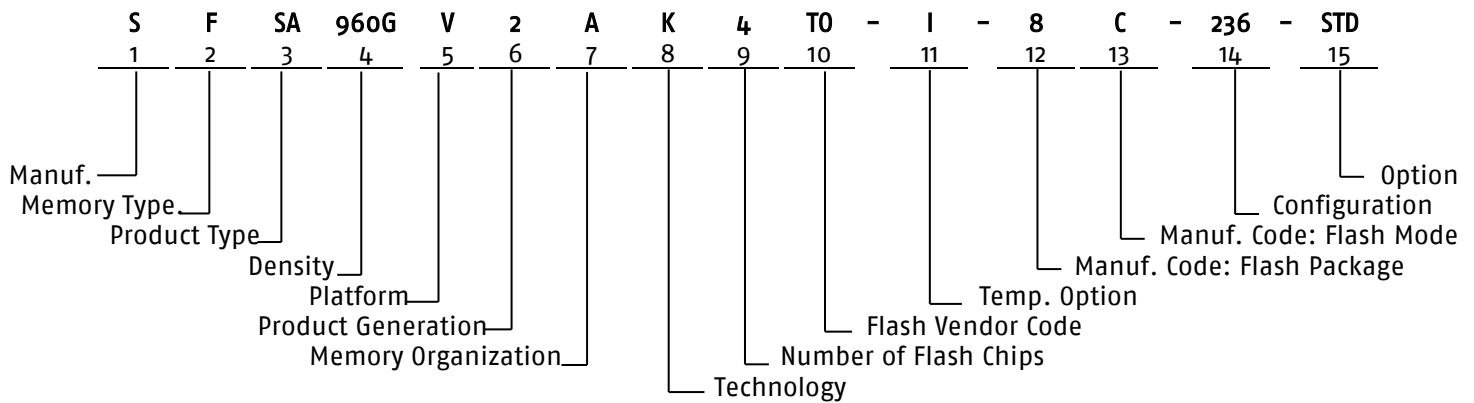 S F SA 960G V 2 A K 4 TO - I - 8 C - 236 - STD
1 2 3 4 5 6 7 8 9 10 11 12 13 14 15
Manuf. Option
Memory Type. Configuration
Product Type Manuf. Code: Flash Mode
Density Manuf. Code: Flash Package
Platform Temp. Option
Product Generation Flash Vendor Code
Memory Organization Number of Flash Chips
Technology